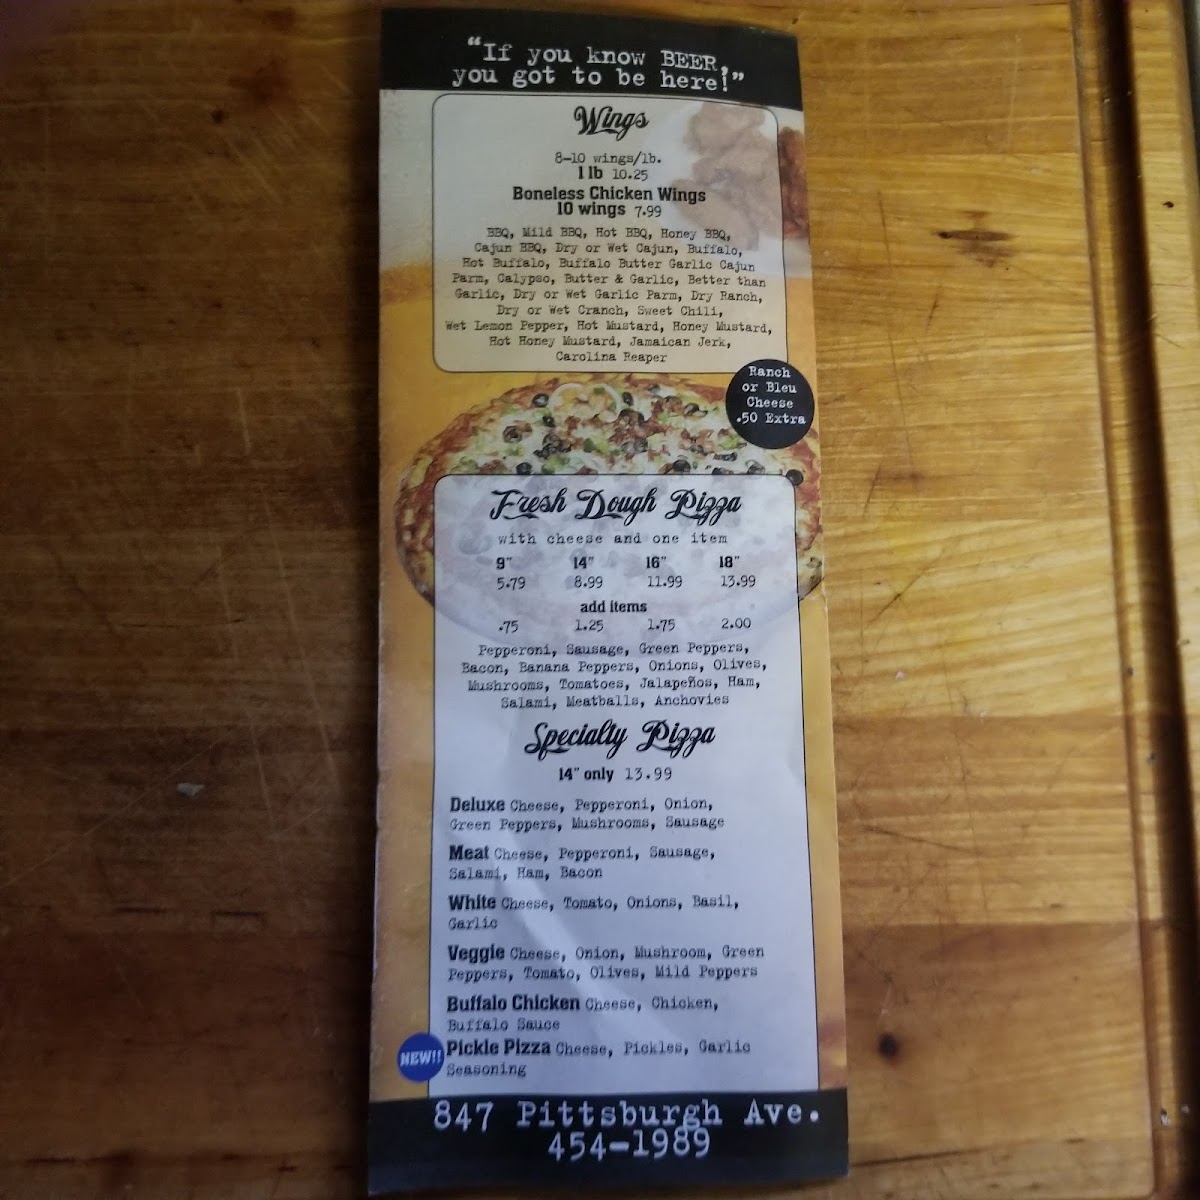 "If you know BEER,
you got to be here!"
Wings
8-10 wings/lb.
1 lb 10.25
Boneless Chicken Wings
10 wings 7.99
BBQ, Mild BBQ, Hot BBQ, Honey BBQ,
Cajun BBQ, Dry or Wet Cajun, Buffalo,
Hot Buffalo, Buffalo Butter Garlic Cajun
Parm, Calypso, Butter & Garlic, Better than
Garlic, Dry or Wet Garlic Parm, Dry Ranch,
Dry or Wet Cranch, Sweet Chili,
Wet Lemon Pepper, Hot Mustard, Honey Mustard,
Hot Honey Mustard, Jamaican Jerk,
Carolina Reaper
Ranch
or Bleu
Cheese
.50 Extra
Fresh Dough Pizza
with cheese and one item
9" 14" 16" 18"
5.79 8.99 11.99 13.99
add items
.75 1.25 1.75 2.00
Pepperoni, Sausage, Green Peppers,
Bacon, Banana Peppers, Onions, Olives,
Mushrooms, Tomatoes, Jalapeños, Ham,
Salami, Meatballs, Anchovies
Specialty Pizza
14" only 13.99
Deluxe Cheese, Pepperoni, Onion,
Green Peppers, Mushrooms, Sausage
Meat Cheese, Pepperoni, Sausage,
Salami, Ham, Bacon
White Cheese, Tomato, Onions, Basil,
Garlic
Veggie Cheese, Onion, Mushroom, Green
Peppers, Tomato, Olives, Mild Peppers
Buffalo Chicken Cheese, Chicken,
Buffalo Sauce
NEW!! Pickle Pizza Cheese, Pickles, Garlic
Seasoning
847 Pittsburgh Ave.
454-1989